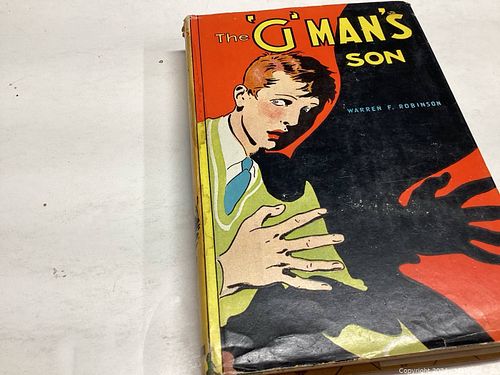 The 'G' MAN'S
SON
WARREN F. ROBINSON